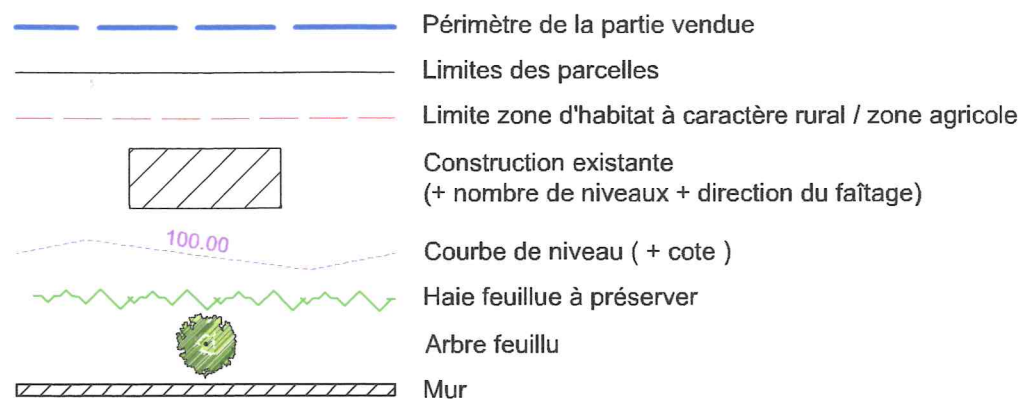 Périmètre de la partie vendue
Limites des parcelles
Limite zone d'habitat à caractère rural / zone agricole
Construction existante
(+ nombre de niveaux + direction du faîtage)
100.00
Courbe de niveau ( + cote )
Haie feuillue à préserver
Arbre feuillu
Mur